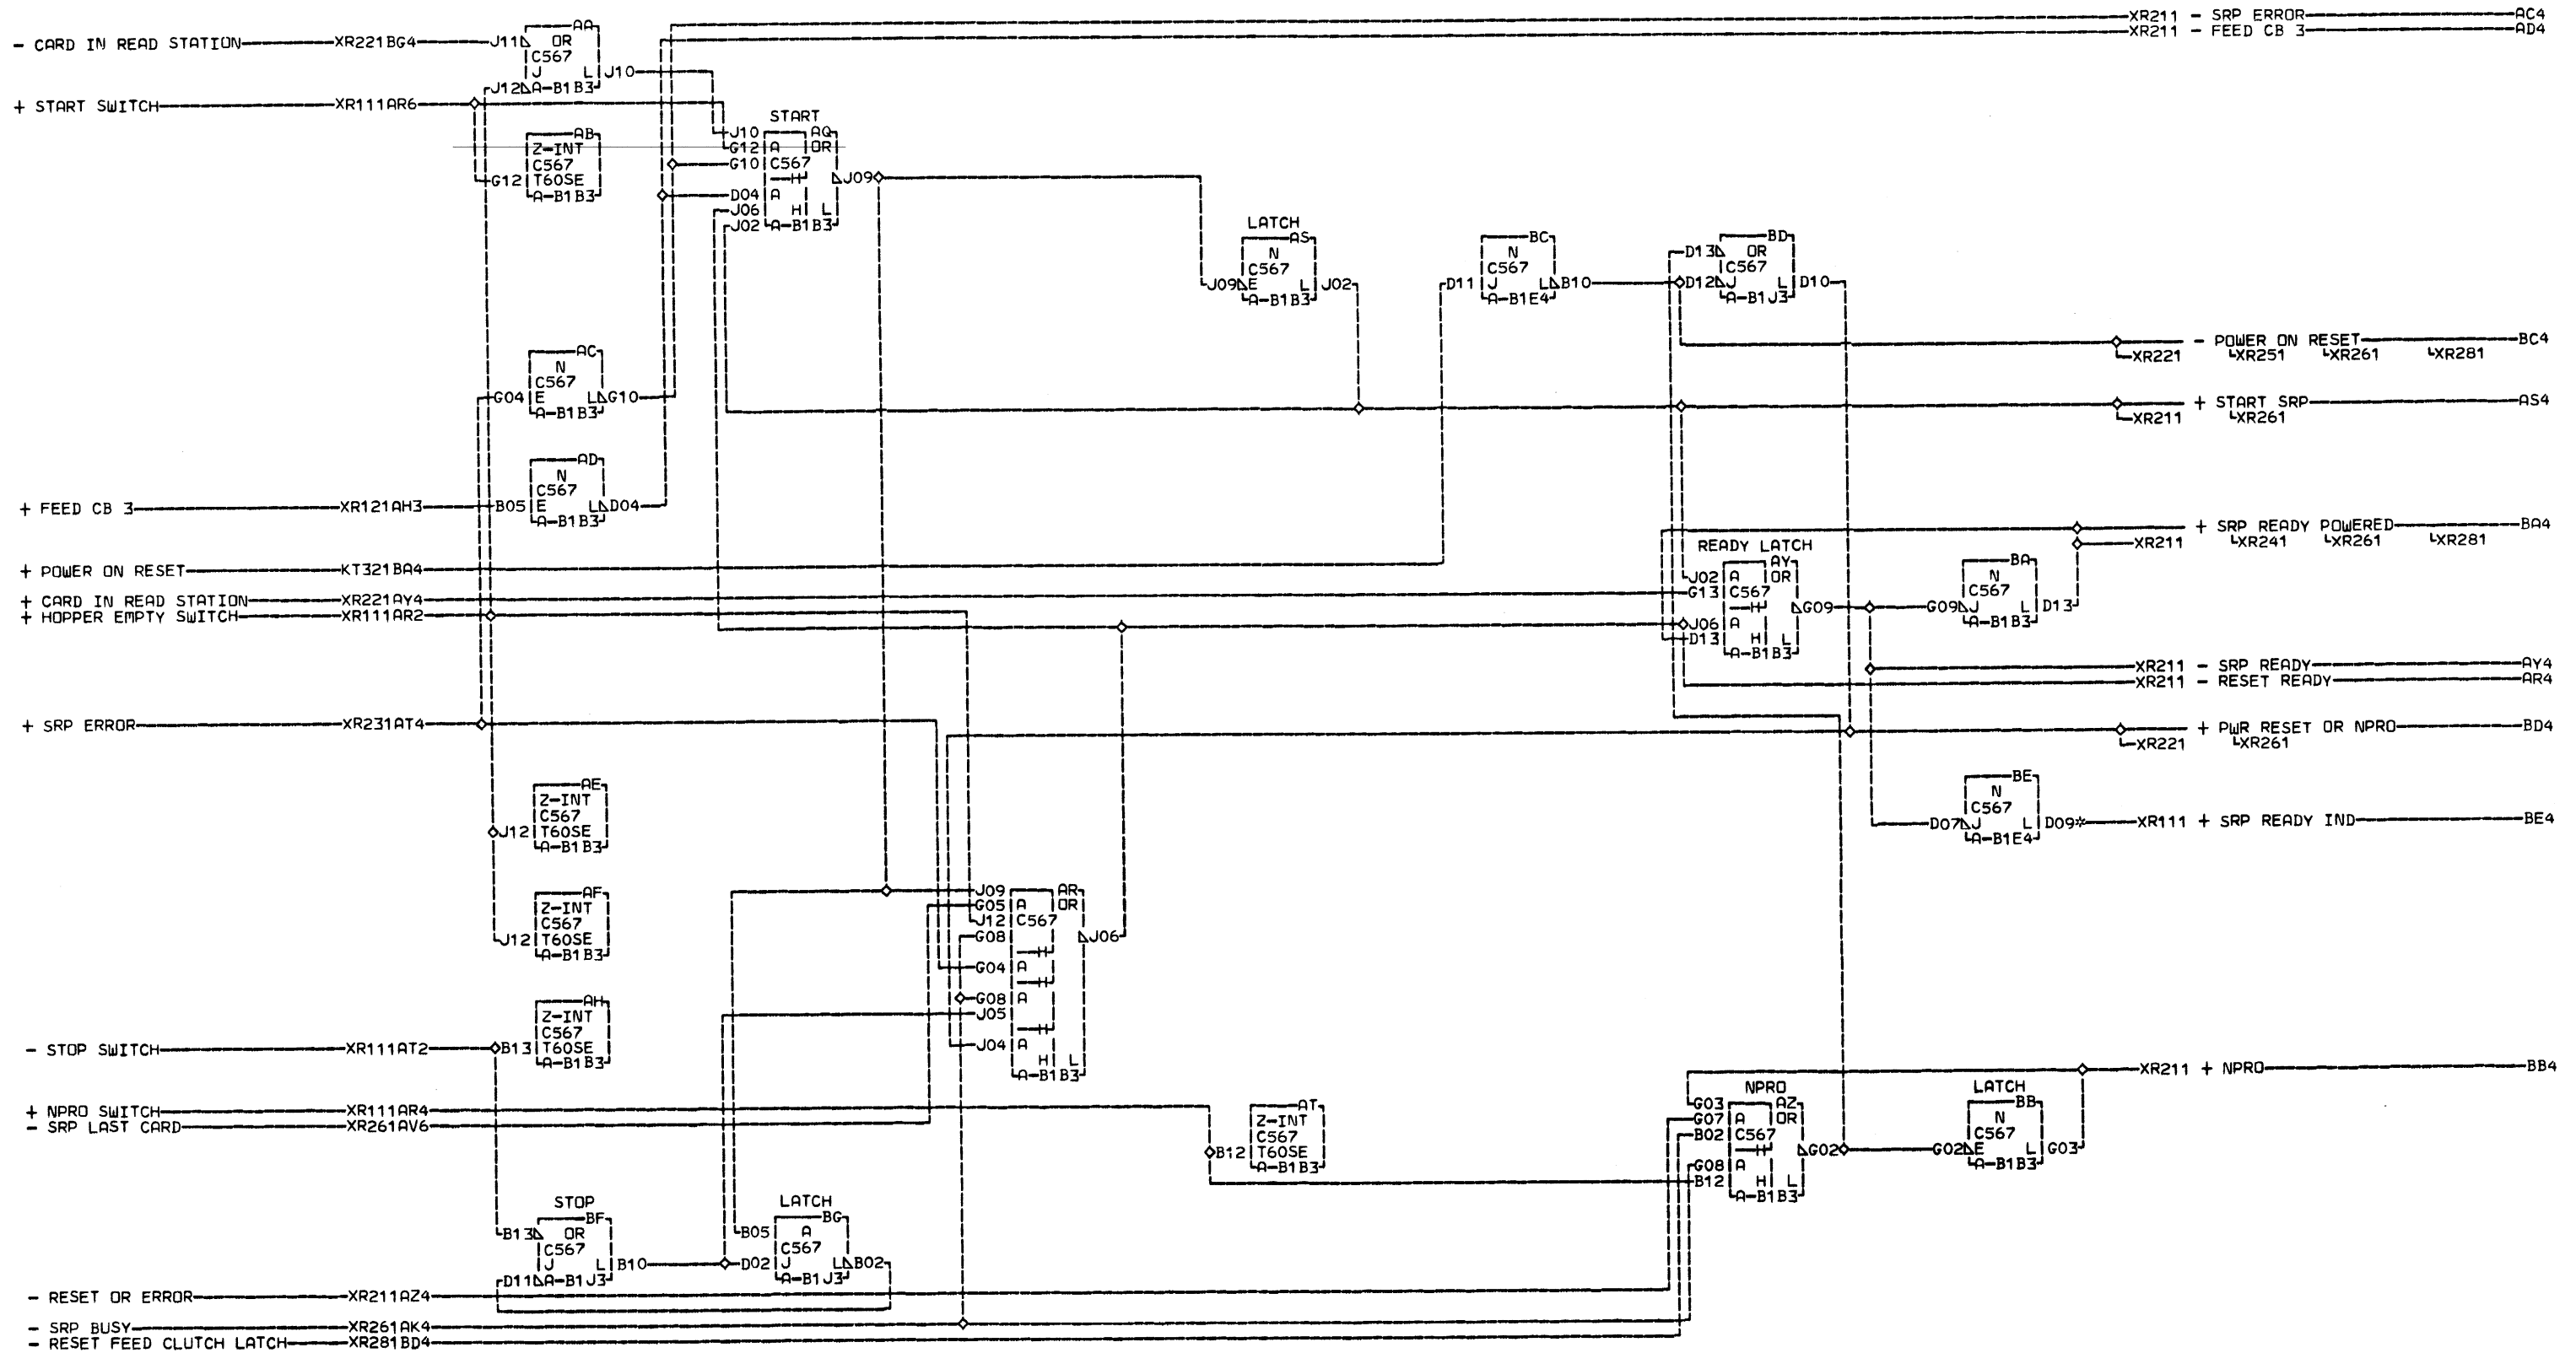 XR211 - SRP ERROR AC4
XR211 - FEED CB 3 AD4
- CARD IN READ STATION XR221BG4 J11 AA
OR
C567
J L J10
J12 A-B1B3
+ START SWITCH XR111AR6
START
AB
Z-INT
C567
G12 T60SE
A-B1B3
J10 AQ
G12 A OR
G10 C567
H J09
D04 A
J06 H L
J02 A-B1B3
LATCH
AS
N
C567
J09 E L J02
A-B1B3
BC
N
C567
D11 J L B10
A-B1E4
BD
D13 OR
C567
D12 J L D10
A-B1J3
XR221 - POWER ON RESET BC4
XR251 XR261 XR281
AC
N
C567
G04 E L G10
A-B1B3
XR211 + START SRP AS4
XR261
AD
N
C567
+ FEED CB 3 XR121AH3 B05 E L D04
A-B1B3
+ SRP READY POWERED BA4
XR211 XR241 XR261 XR281
READY LATCH
+ POWER ON RESET KT321BA4
+ CARD IN READ STATION XR221AY4
+ HOPPER EMPTY SWITCH XR111AR2
AY
J02 A OR
G13 C567
H G09
J06 A
D13 H L
A-B1B3
BA
N
C567
G09 J L D13
A-B1B3
XR211 - SRP READY AY4
XR211 - RESET READY AR4
+ SRP ERROR XR231AT4
+ PWR RESET OR NPRO BD4
XR221 XR261
AE
Z-INT
C567
J12 T60SE
A-B1B3
BE
N
C567
D07 J L D09* XR111 + SRP READY IND BE4
A-B1E4
AF
Z-INT
C567
J12 T60SE
A-B1B3
J09 AR
G05 A OR
J12 C567
G08
H J06
G04 A
H
G08 A
J05
H
J04 A
H L
A-B1B3
AH
Z-INT
C567
- STOP SWITCH XR111AT2 B13 T60SE
A-B1B3
XR211 + NPRO BB4
+ NPRO SWITCH XR111AR4
- SRP LAST CARD XR261AV6
AT
Z-INT
C567
B12 T60SE
A-B1B3
NPRO
G03 AZ
G07 A OR
B02 C567
H G02
G08 A
B12 H L
A-B1B3
LATCH
BB
N
C567
G02 E L G03
A-B1B3
STOP
BF
B13 OR
C567
J L B10
D11 A-B1J3
LATCH
BG
B05 A
C567
D02 J L B02
A-B1J3
- RESET OR ERROR XR211AZ4
- SRP BUSY XR261AK4
- RESET FEED CLUTCH LATCH XR281BD4